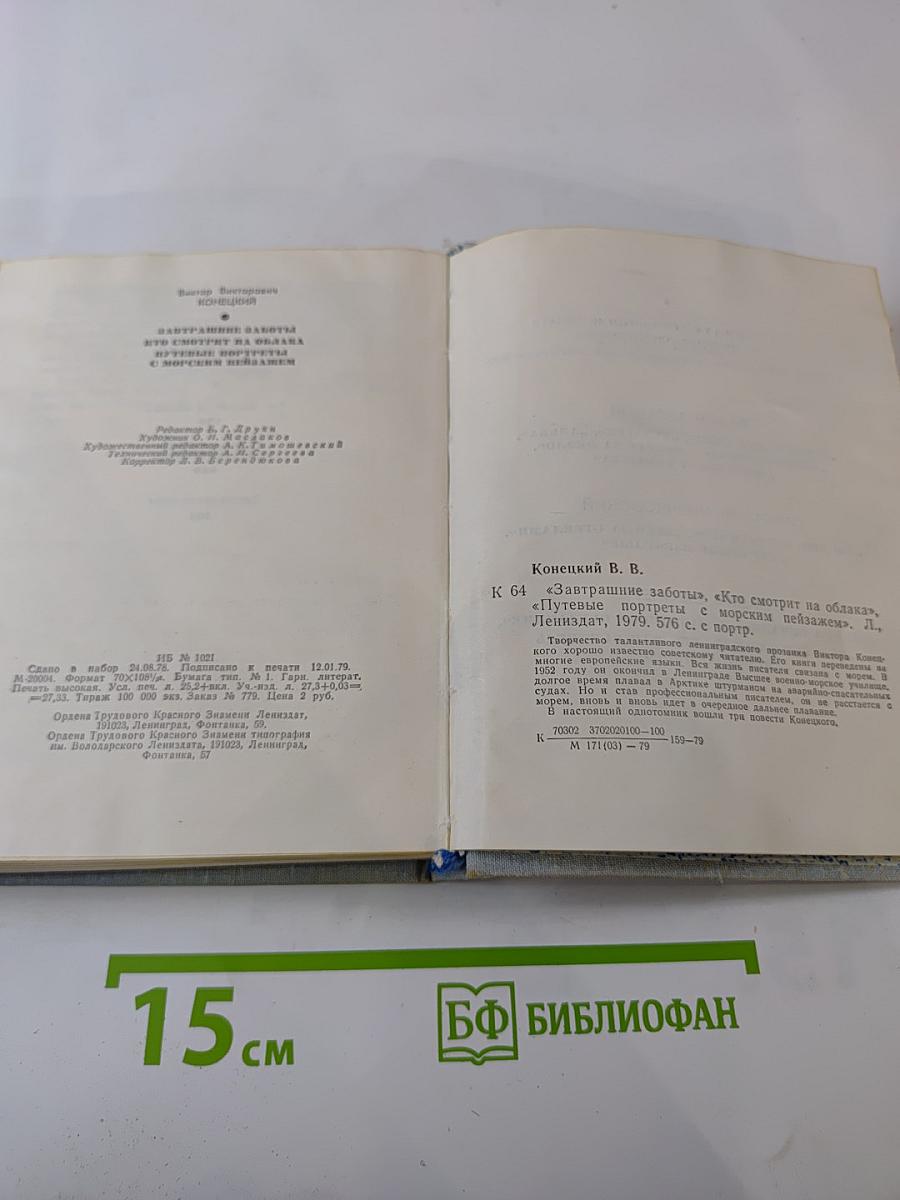 Виктор Викторович
КОНЕЦКИЙ
ЗАВТРАШНИЕ ЗАБОТЫ
КТО СМОТРИТ НА ОБЛАКА
ПУТЕВЫЕ ПОРТРЕТЫ
С МОРСКИМ ПЕЙЗАЖЕМ
Редактор Б. Г. Друян
Художник О. И. Маслаков
Художественный редактор А. К. Тимошевский
Технический редактор А. И. Сергеева
Корректор Л. В. Берендюкова
ИБ № 1021
Сдано в набор 24.08.78. Подписано к печати 12.01.79.
М-20004. Формат 70×108¹/₃₂. Бумага тип. № 1. Гарн. литерат.
Печать высокая. Усл. печ. л. 25,2+вкл. Уч.-изд. л. 27,3+0,03=
=27,33. Тираж 100 000 экз. Заказ № 779. Цена 2 руб.
Ордена Трудового Красного Знамени Лениздат,
191023, Ленинград, Фонтанка, 59.
Ордена Трудового Красного Знамени типография
им. Володарского Лениздата, 191023, Ленинград,
Фонтанка, 57
Конецкий В. В.
К 64 «Завтрашние заботы», «Кто смотрит на облака»,
«Путевые портреты с морским пейзажем». Л.,
Лениздат, 1979. 576 с. с портр.
Творчество талантливого ленинградского прозаика Виктора Конец-
кого хорошо известно советскому читателю. Его книги переведены на
многие европейские языки. Вся жизнь писателя связана с морем. В
1952 году он окончил в Ленинграде Высшее военно-морское училище,
долгое время плавал в Арктике штурманом на аварийно-спасательных
судах. Но и став профессиональным писателем, он не расстается с
морем, вновь и вновь идет в очередное дальнее плавание.
В настоящий однотомник вошли три повести Конецкого.
70302 3702020100—100
К 159—79
М 171(03) — 79
15 см
БФ БИБЛИОФАН